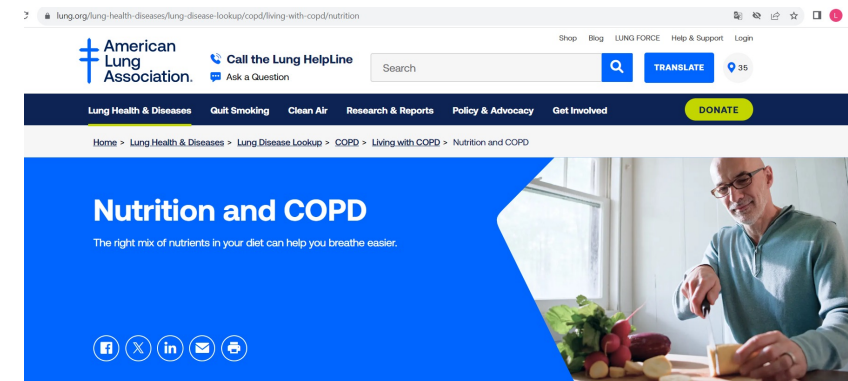 lung.org/lung-health-diseases/lung-disease-lookup/copd/living-with-copd/nutrition
Shop Blog LUNG FORCE Help & Support Login
American
Lung
Association.
Call the Lung HelpLine
Ask a Question
Search
TRANSLATE
35
Lung Health & Diseases Quit Smoking Clean Air Research & Reports Policy & Advocacy Get Involved DONATE
Home > Lung Health & Diseases > Lung Disease Lookup > COPD > Living with COPD > Nutrition and COPD
Nutrition and COPD
The right mix of nutrients in your diet can help you breathe easier.